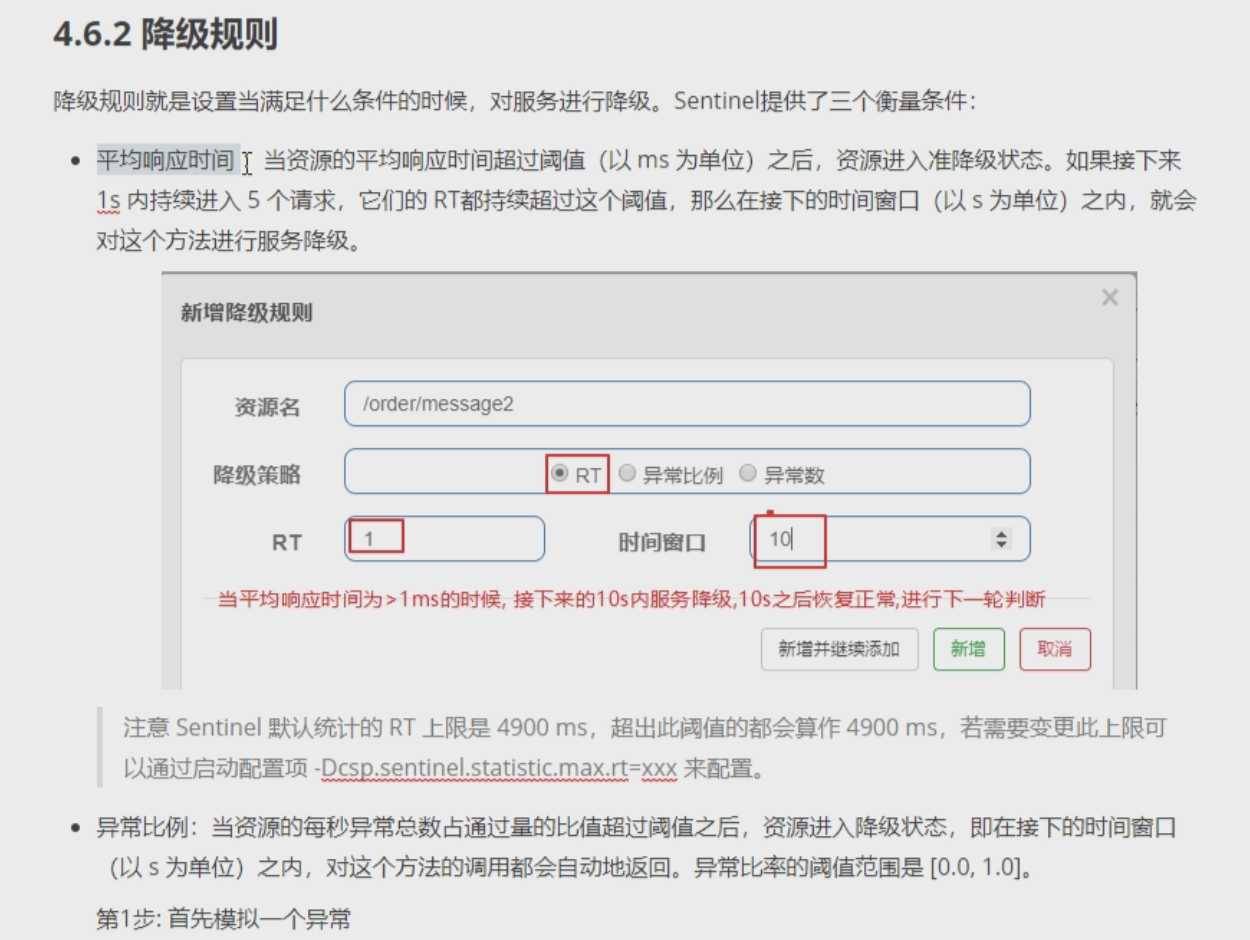 4.6.2 降级规则
降级规则就是设置当满足什么条件的时候，对服务进行降级。Sentinel提供了三个衡量条件：
• 平均响应时间 ：当资源的平均响应时间超过阈值（以 ms 为单位）之后，资源进入准降级状态。如果接下来
1s 内持续进入 5 个请求，它们的 RT都持续超过这个阈值，那么在接下的时间窗口（以 s 为单位）之内，就会
对这个方法进行服务降级。
新增降级规则 ×
资源名 /order/message2
降级策略 RT 异常比例 异常数
RT 1 时间窗口 10
当平均响应时间为>1ms的时候, 接下来的10s内服务降级,10s之后恢复正常,进行下一轮判断
新增并继续添加 新增 取消
注意 Sentinel 默认统计的 RT 上限是 4900 ms，超出此阈值的都会算作 4900 ms，若需要变更此上限可
以通过启动配置项 -Dcsp.sentinel.statistic.max.rt=xxx 来配置。
• 异常比例：当资源的每秒异常总数占通过量的比值超过阈值之后，资源进入降级状态，即在接下的时间窗口
（以 s 为单位）之内，对这个方法的调用都会自动地返回。异常比率的阈值范围是 [0.0, 1.0]。
第1步: 首先模拟一个异常